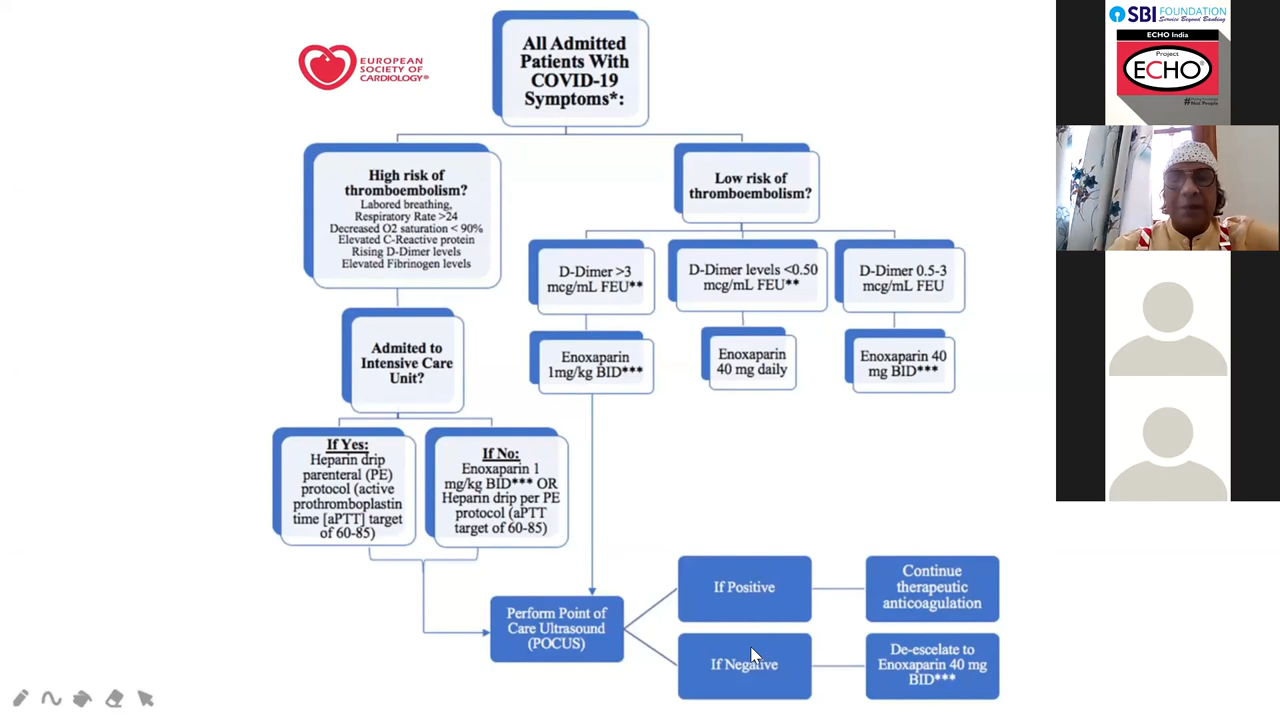 All Admitted
Patients With
COVID-19
Symptoms*:
EUROPEAN
SOCIETY OF
CARDIOLOGY®
High risk of
thromboembolism?
Labored breathing,
Respiratory Rate >24
Decreased O2 saturation < 90%
Elevated C-Reactive protein
Rising D-Dimer levels
Elevated Fibrinogen levels
Low risk of
thromboembolism?
D-Dimer >3
mcg/mL FEU**
D-Dimer levels <0.50
mcg/mL FEU**
D-Dimer 0.5-3
mcg/mL FEU
Admited to
Intensive Care
Unit?
Enoxaparin
1mg/kg BID***
Enoxaparin
40 mg daily
Enoxaparin 40
mg BID***
If Yes:
Heparin drip
parenteral (PE)
protocol (active
prothromboplastin
time [aPTT] target
of 60-85)
If No:
Enoxaparin 1
mg/kg BID*** OR
Heparin drip per PE
protocol (aPTT
target of 60-85)
Perform Point of
Care Ultrasound
(POCUS)
If Positive
Continue
therapeutic
anticoagulation
If Negative
De-escelate to
Enoxaparin 40 mg
BID***
SBI FOUNDATION
Service Beyond Banking
ECHO India
Project
ECHO®